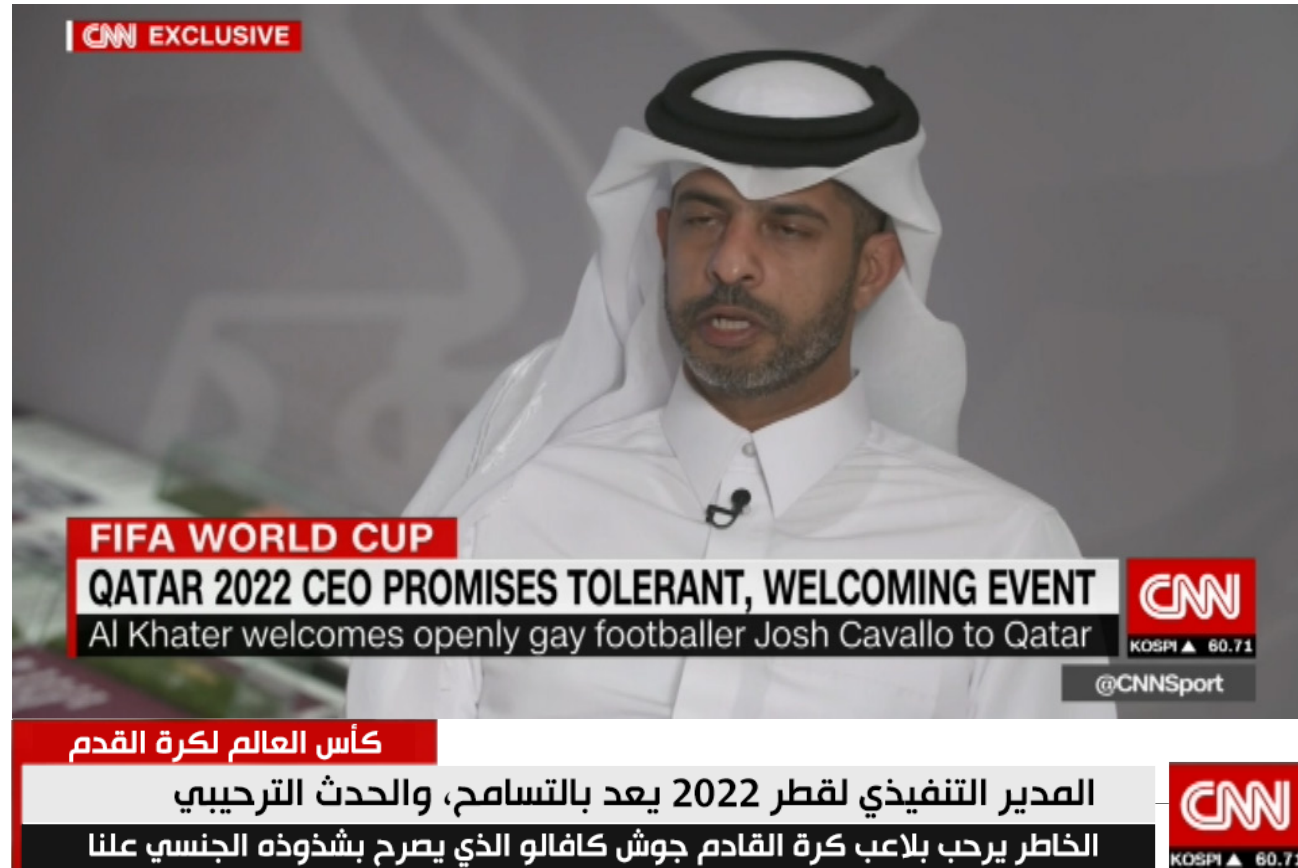 CNN EXCLUSIVE
FIFA WORLD CUP
QATAR 2022 CEO PROMISES TOLERANT, WELCOMING EVENT
Al Khater welcomes openly gay footballer Josh Cavallo to Qatar
CNN
KOSPI ▲ 60.71
@CNNSport
كأس العالم لكرة القدم
المدير التنفيذي لقطر 2022 يعد بالتسامح، والحدث الترحيبي
الخاطر يرحب بلاعب كرة القادم جوش كافالو الذي يصرح بشذوذه الجنسي علنا
CNN
KOSPI ▲ 60.71